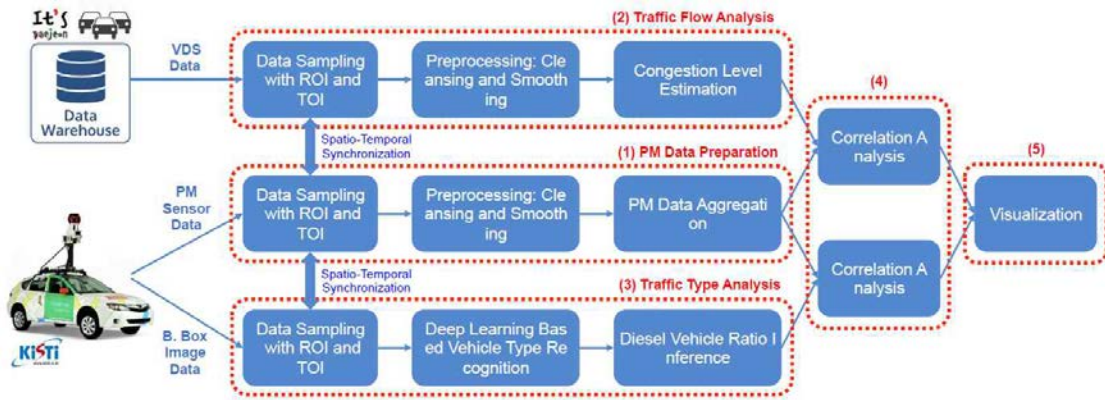 It's
Daejeon
Data
Warehouse
VDS
Data
(2) Traffic Flow Analysis
Data Sampling
with ROI and
TOI
Preprocessing: Cle
ansing and Smooth
ing
Congestion Level
Estimation
Spatio-Temporal
Synchronization
(1) PM Data Preparation
PM
Sensor
Data
Data Sampling
with ROI and
TOI
Preprocessing: Cle
ansing and Smooth
ing
PM Data Aggregati
on
Spatio-Temporal
Synchronization
(3) Traffic Type Analysis
B. Box
Image
Data
KiSTi
Data Sampling
with ROI and
TOI
Deep Learning Bas
ed Vehicle Type Re
cognition
Diesel Vehicle Ratio I
nference
(4)
Correlation A
nalysis
Correlation A
nalysis
(5)
Visualization